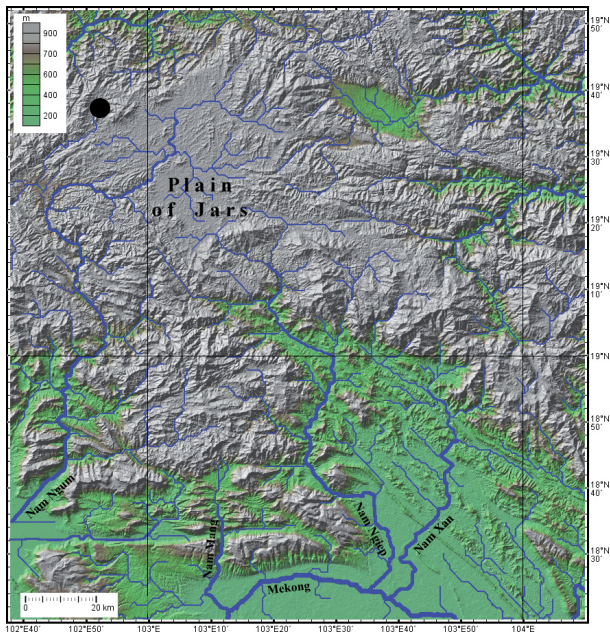 m
900
700
600
400
200
19°50'
19°N 40'
19°N 30'
19°N 20'
19°N 10'
19°N
18°N 50'
18°N 40'
18°N 30'
Plain
of Jars
Nam Ngum
Nam Mang
Nam Ngiep
Nam Xan
Mekong
0 20 km
102°E40' 102°E50' 103°E 103°E10' 103°E20' 103°E30' 103°E40' 103°E50' 104°E